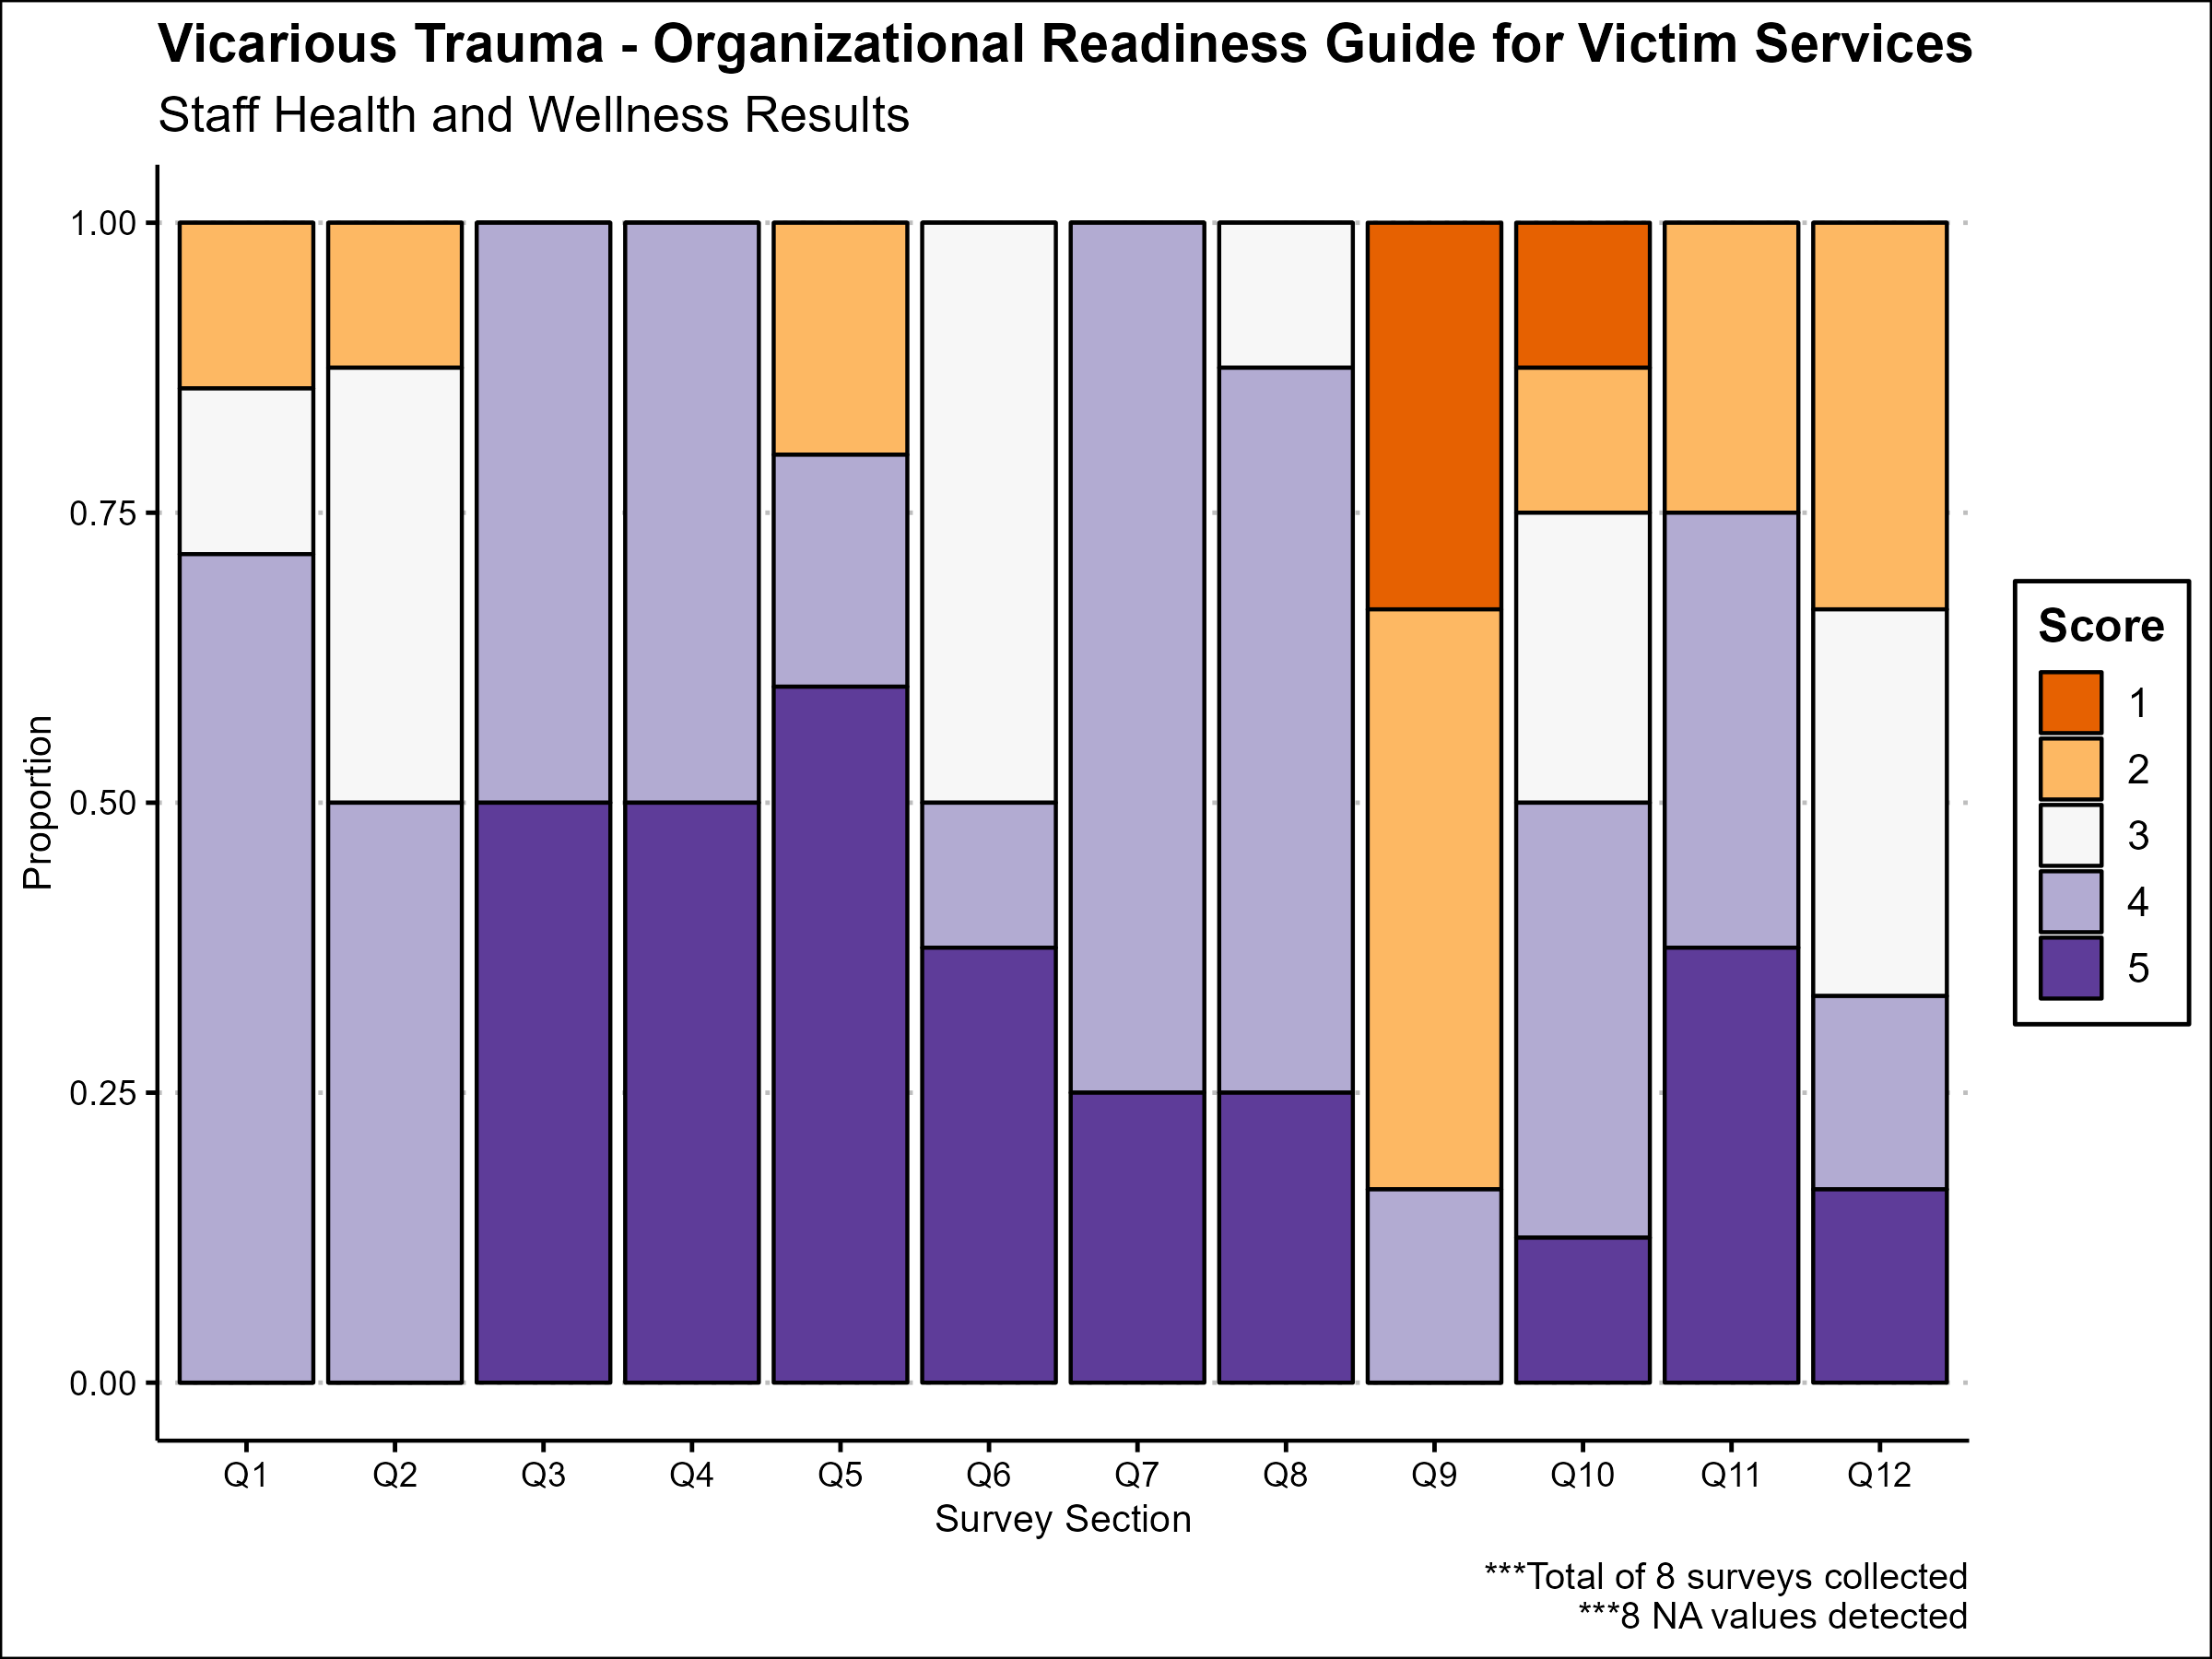 Vicarious Trauma - Organizational Readiness Guide for Victim Services
Staff Health and Wellness Results
1.00
0.75
0.50
0.25
0.00
Proportion
Q1 Q2 Q3 Q4 Q5 Q6 Q7 Q8 Q9 Q10 Q11 Q12
Survey Section
Score
1
2
3
4
5
***Total of 8 surveys collected
***8 NA values detected